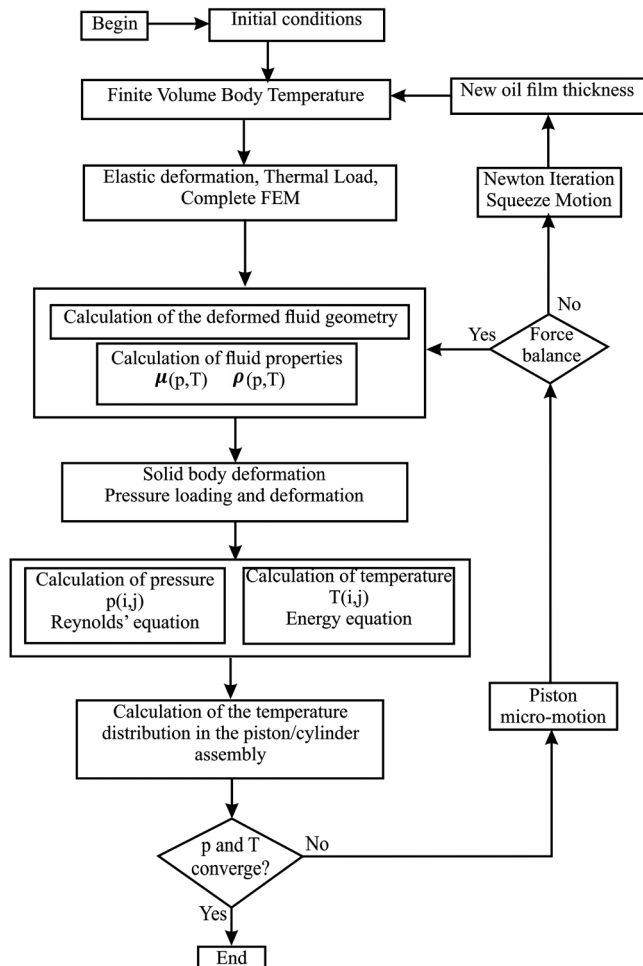 Begin
Initial conditions
Finite Volume Body Temperature
New oil film thickness
Elastic deformation, Thermal Load,
Complete FEM
Newton Iteration
Squeeze Motion
No
Yes
Force
balance
Calculation of the deformed fluid geometry
Calculation of fluid properties
μ(p,T) ρ(p,T)
Solid body deformation
Pressure loading and deformation
Calculation of pressure
p(i,j)
Reynolds’ equation
Calculation of temperature
T(i,j)
Energy equation
Piston
micro-motion
Calculation of the temperature
distribution in the piston/cylinder
assembly
p and T
converge?
No
Yes
End